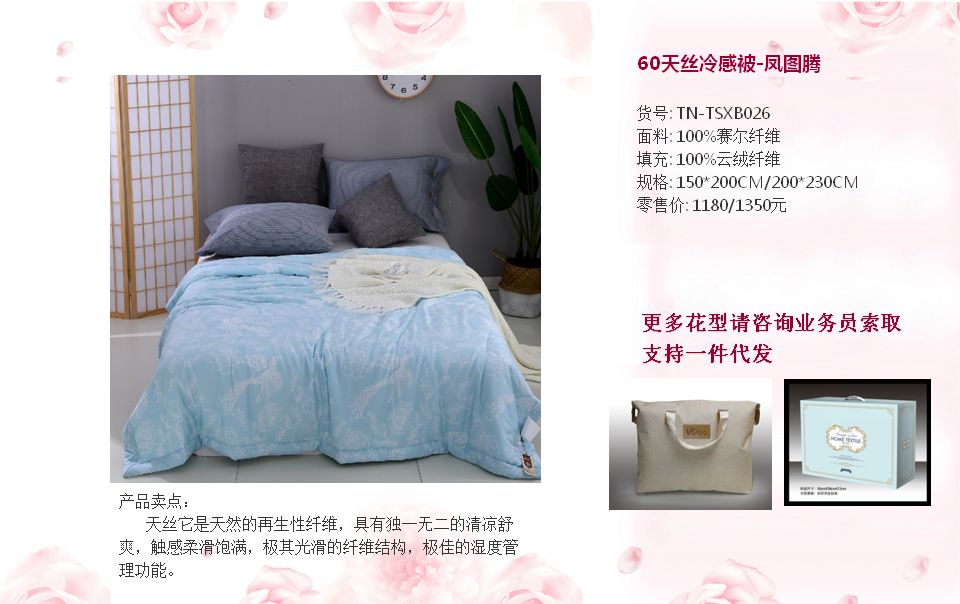 60天丝冷感被-凤图腾
货号: TN-TSXB026
面料: 100%赛尔纤维
填充: 100%云绒纤维
规格: 150*200CM/200*230CM
零售价: 1180/1350元
更多花型请咨询业务员索取
支持一件代发
HOME TEXTILE
产品卖点：
天丝它是天然的再生性纤维，具有独一无二的清凉舒
爽，触感柔滑饱满，极其光滑的纤维结构，极佳的湿度管
理功能。